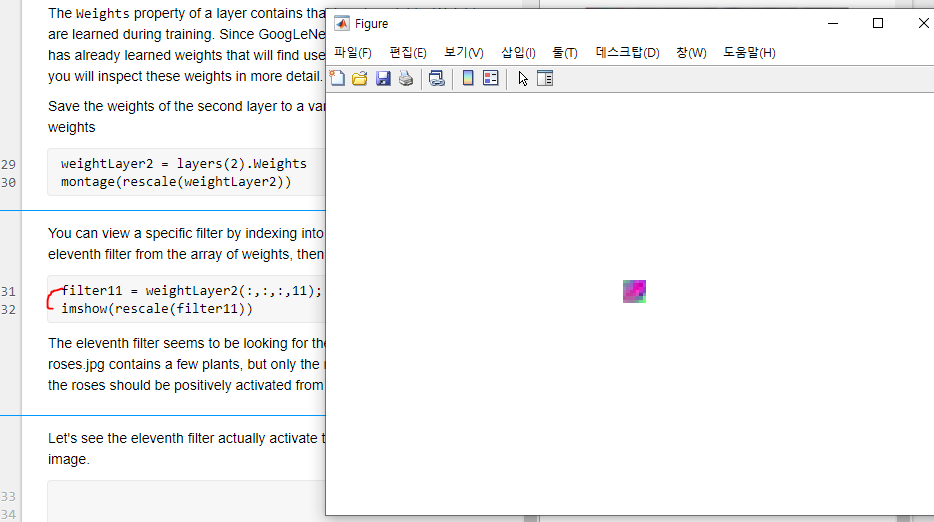 The Weights property of a layer contains tha
are learned during training. Since GoogLeNe
has already learned weights that will find use
you will inspect these weights in more detail.
Save the weights of the second layer to a va
weights
29 weightLayer2 = layers(2).Weights
30 montage(rescale(weightLayer2))
You can view a specific filter by indexing into
eleventh filter from the array of weights, then
31 filter11 = weightLayer2(:,:,:,11);
32 imshow(rescale(filter11))
The eleventh filter seems to be looking for the
roses.jpg contains a few plants, but only the
the roses should be positively activated from
Let's see the eleventh filter actually activate t
image.
33
34
Figure
파일(F) 편집(E) 보기(V) 삽입(I) 툴(T) 데스크탑(D) 창(W) 도움말(H)